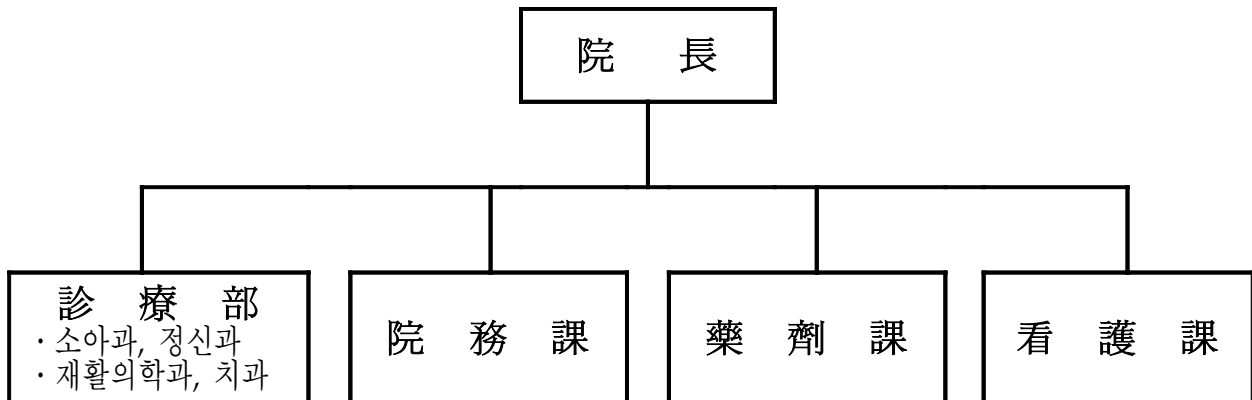 院 長
診 療 部
· 소아과, 정신과
· 재활의학과, 치과
院 務 課
藥 劑 課
看 護 課